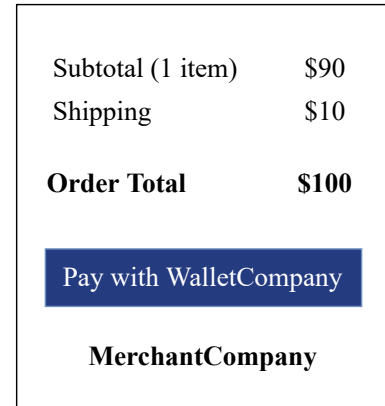 Subtotal (1 item) $90
Shipping $10
Order Total $100
Pay with WalletCompany
MerchantCompany